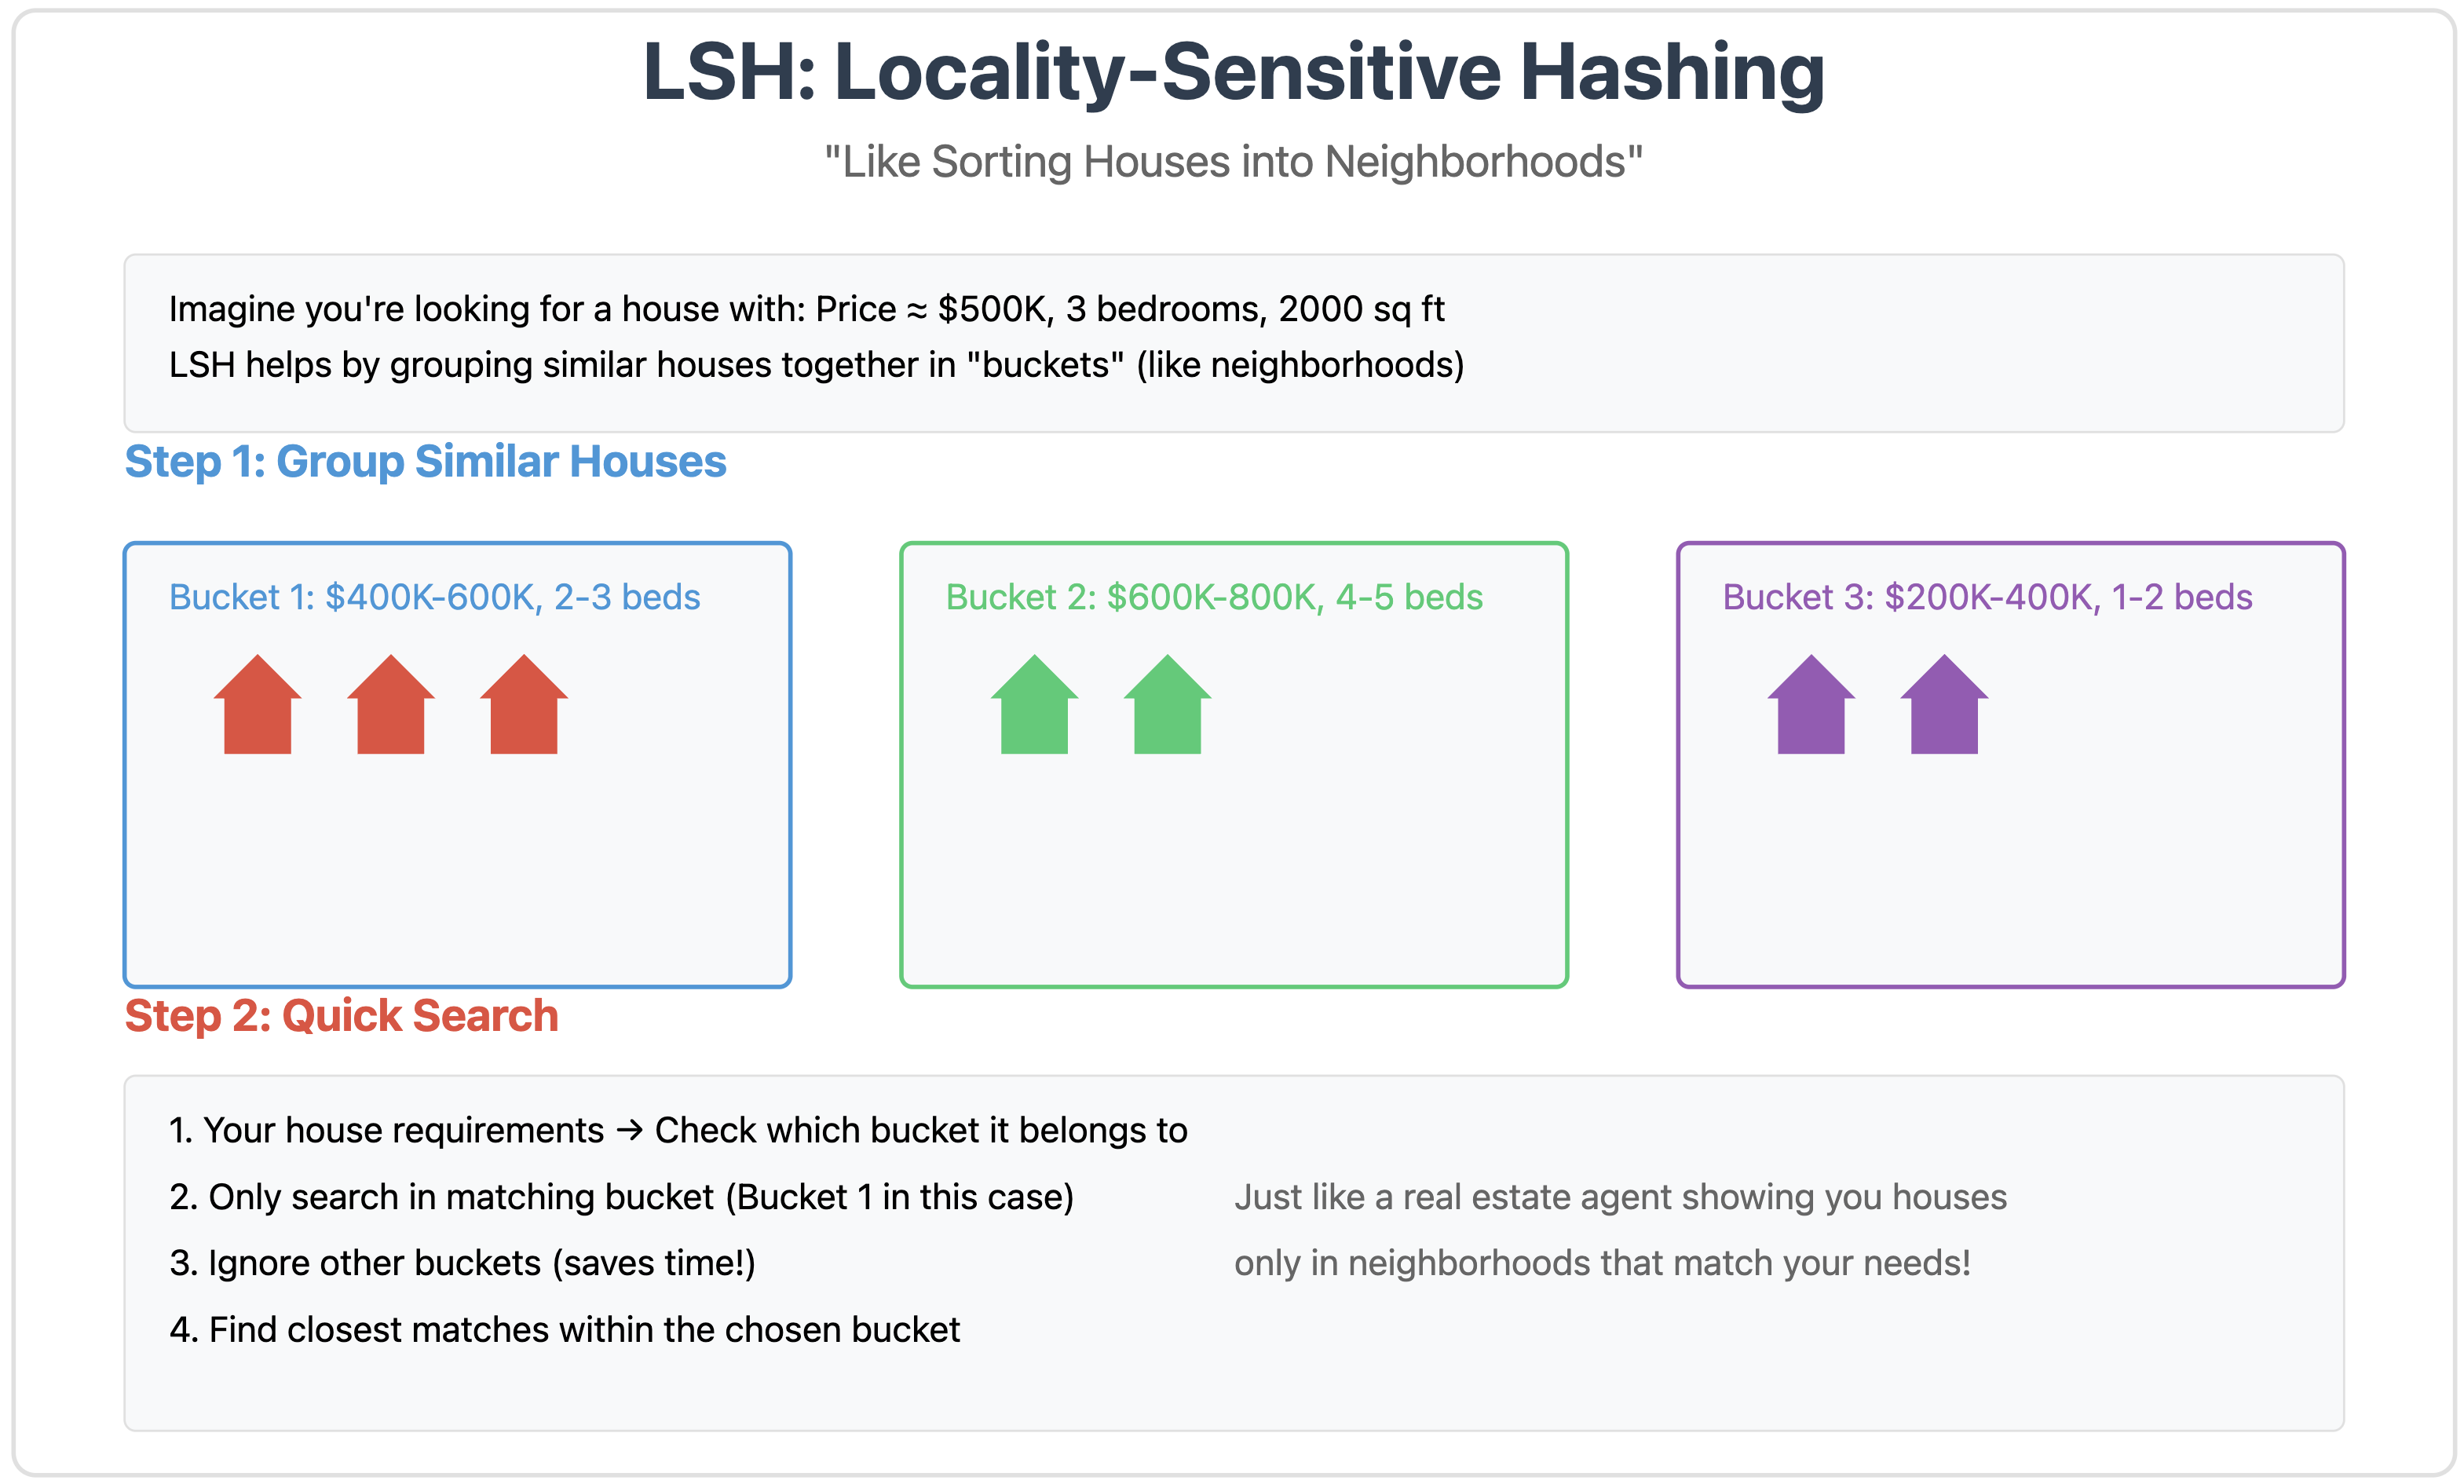 LSH: Locality-Sensitive Hashing
"Like Sorting Houses into Neighborhoods"
Imagine you're looking for a house with: Price ≈ $500K, 3 bedrooms, 2000 sq ft
LSH helps by grouping similar houses together in "buckets" (like neighborhoods)
Step 1: Group Similar Houses
Bucket 1: $400K-600K, 2-3 beds
Bucket 2: $600K-800K, 4-5 beds
Bucket 3: $200K-400K, 1-2 beds
Step 2: Quick Search
1. Your house requirements → Check which bucket it belongs to
2. Only search in matching bucket (Bucket 1 in this case)
3. Ignore other buckets (saves time!)
4. Find closest matches within the chosen bucket
Just like a real estate agent showing you houses
only in neighborhoods that match your needs!